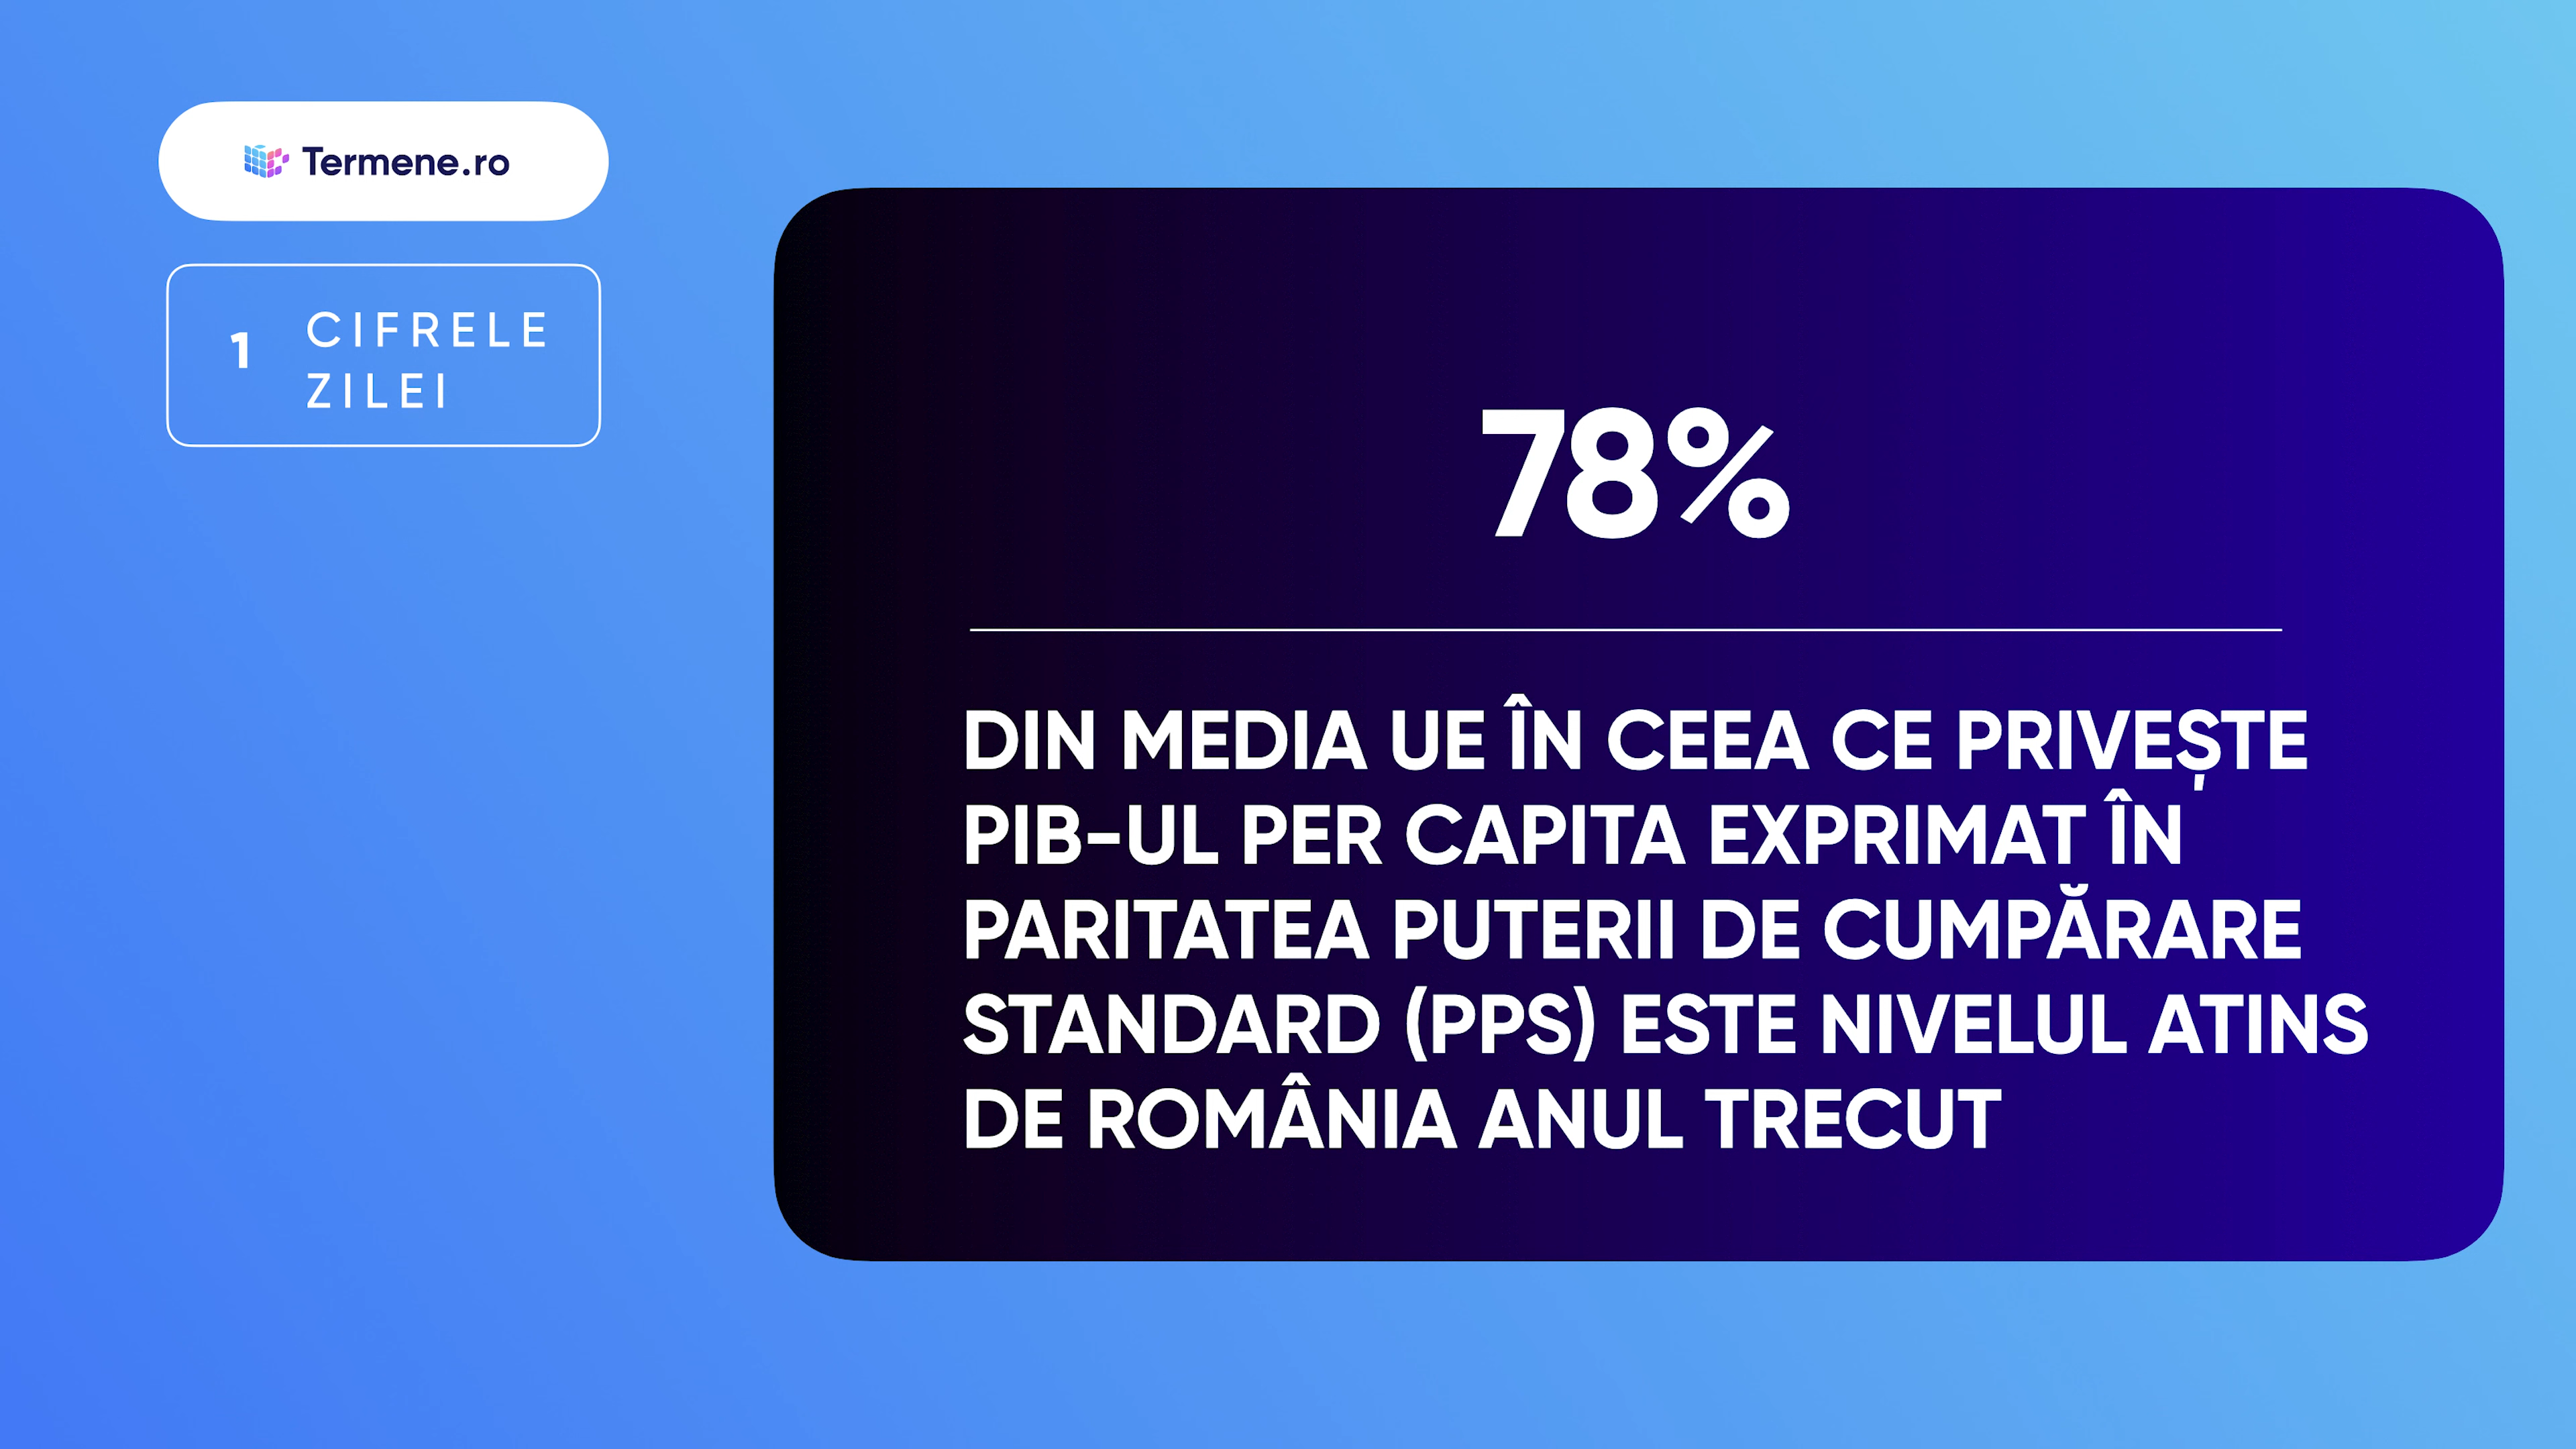 Termene.ro
1
CIFRELE
ZILEI
78%
DIN MEDIA UE ÎN CEEA CE PRIVEȘTE
PIB-UL PER CAPITA EXPRIMAT ÎN
PARITATEA PUTERII DE CUMPĂRARE
STANDARD (PPS) ESTE NIVELUL ATINS
DE ROMÂNIA ANUL TRECUT